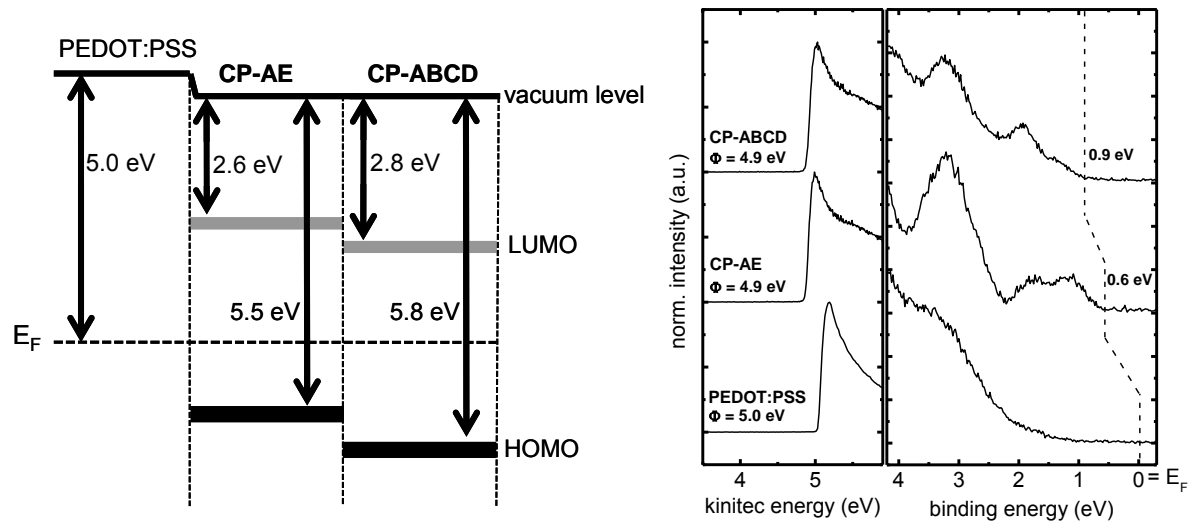 PEDOT:PSS
CP-AE
CP-ABCD
vacuum level
5.0 eV
2.6 eV
2.8 eV
LUMO
5.5 eV
5.8 eV
E_F
HOMO
norm. intensity (a.u.)
CP-ABCD
Φ = 4.9 eV
CP-AE
Φ = 4.9 eV
PEDOT:PSS
Φ = 5.0 eV
4 5
kinitec energy (eV)
0.9 eV
0.6 eV
4 3 2 1 0 = E_F
binding energy (eV)